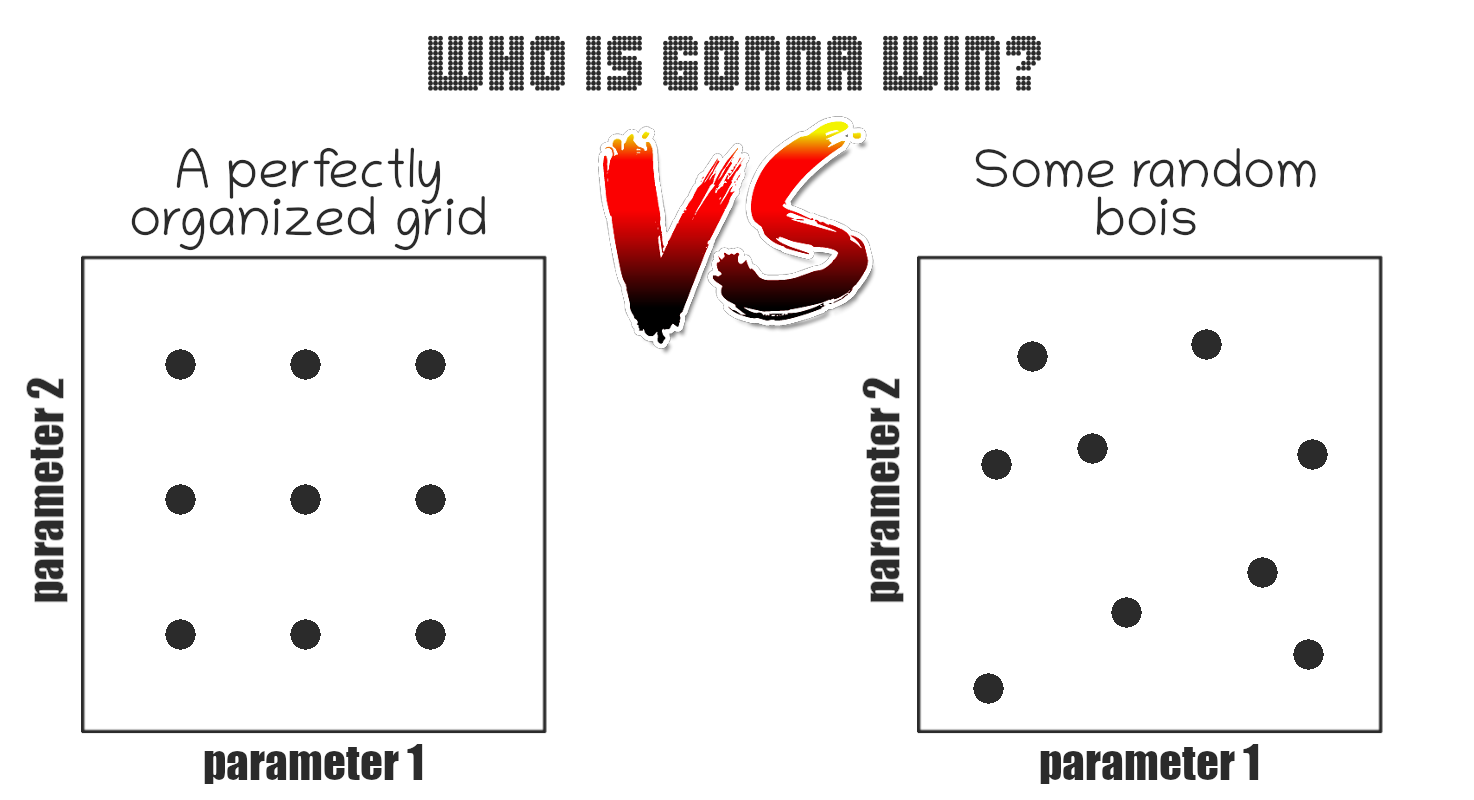 WHO IS GONNA WIN?
A perfectly
organized grid
VS
Some random
bois
parameter 2
parameter 1
parameter 2
parameter 1